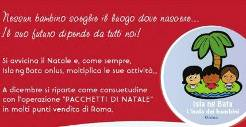 Nessun bambino sceglie il luogo dove nascere...
Il suo futuro dipende da tutti noi!
Si avvicina il Natale e, come sempre,
Isla ng Bata onlus, moltiplica le sue attività,,
A dicembre si riparte come consuetudine
con l'operazione "PACCHETTI DI NATALE"
in molti punti vendita di Roma.
Isla ng Bata
L'isola dei bambini